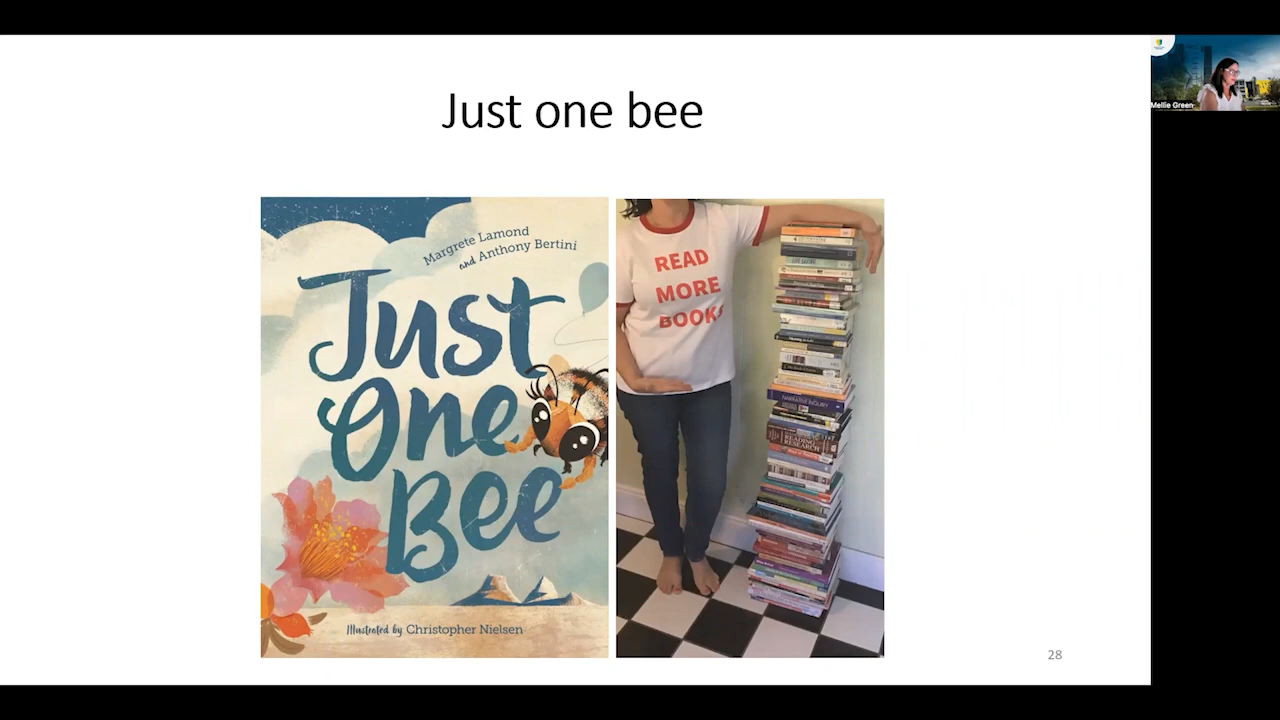 Just one bee
Mellie Green
Margrete Lamond
and Anthony Bertini
Just
One
Bee
Illustrated by Christopher Nielsen
READ
MORE
BOOKS
NARRATIVE INQUIRY
READING
RESEARCH
28